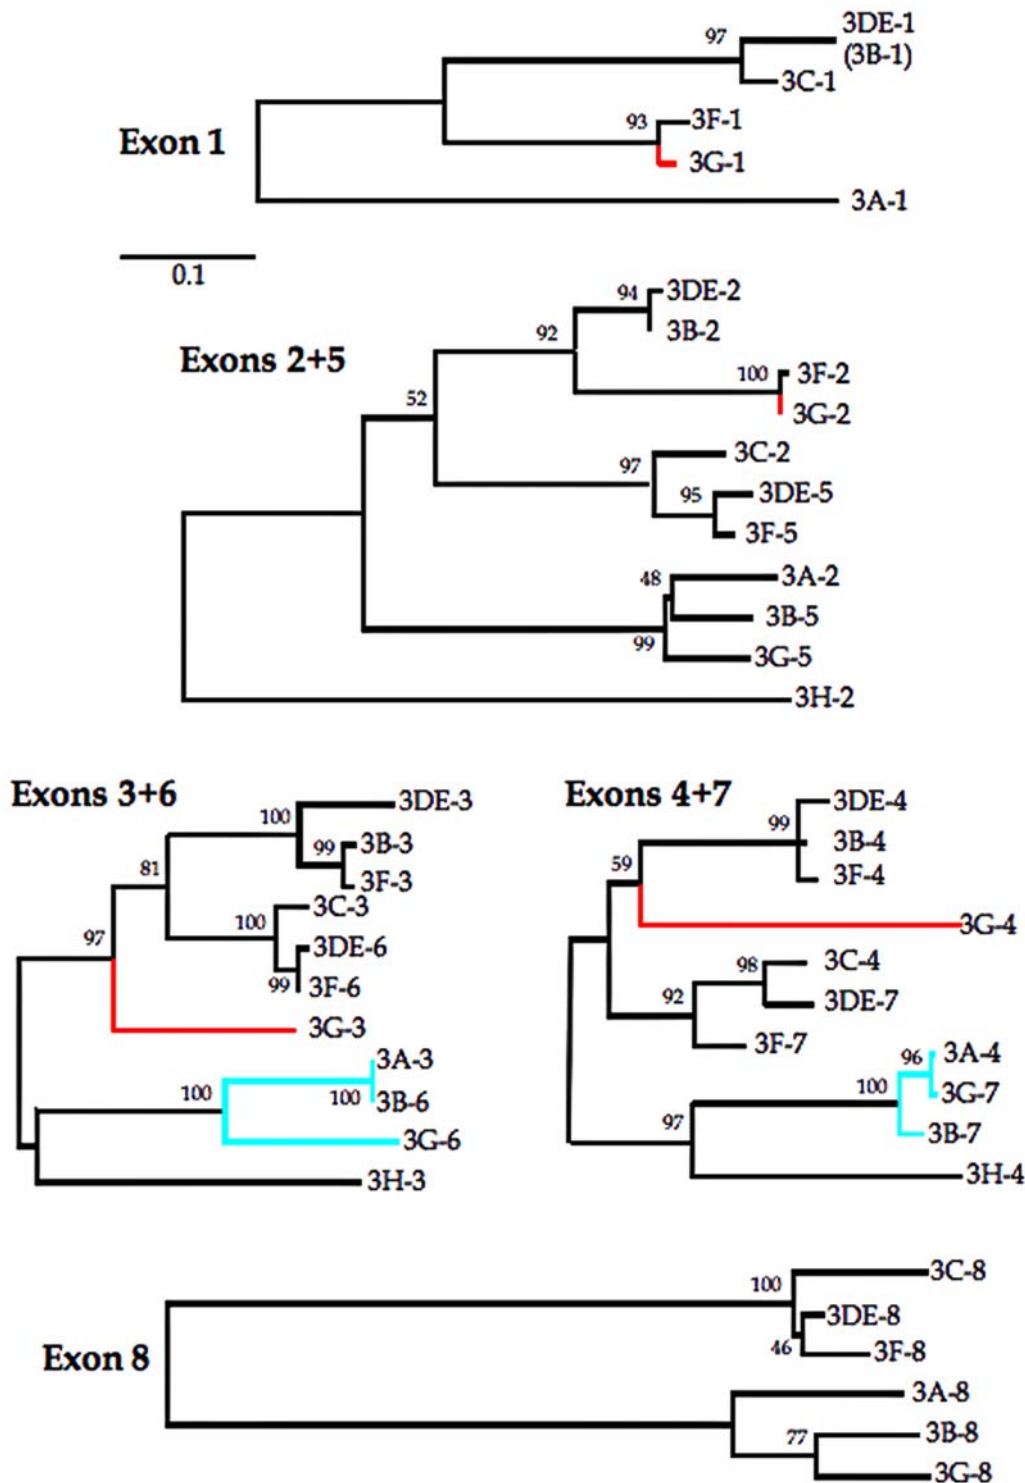 97
3DE-1
(3B-1)
3C-1
Exon 1
93
3F-1
3G-1
3A-1
0.1
Exons 2+5
94
3DE-2
3B-2
92
100
3F-2
3G-2
52
97
3C-2
95
3DE-5
3F-5
48
3A-2
3B-5
99
3G-5
3H-2
Exons 3+6
100
3DE-3
99
3B-3
3F-3
81
100
3C-3
3DE-6
99
3F-6
97
3G-3
3A-3
100
100
3B-6
3G-6
3H-3
Exons 4+7
99
3DE-4
3B-4
3F-4
59
3G-4
98
3C-4
3DE-7
92
3F-7
96
3A-4
3G-7
100
3B-7
97
3H-4
Exon 8
100
3C-8
3DE-8
46
3F-8
3A-8
77
3B-8
3G-8